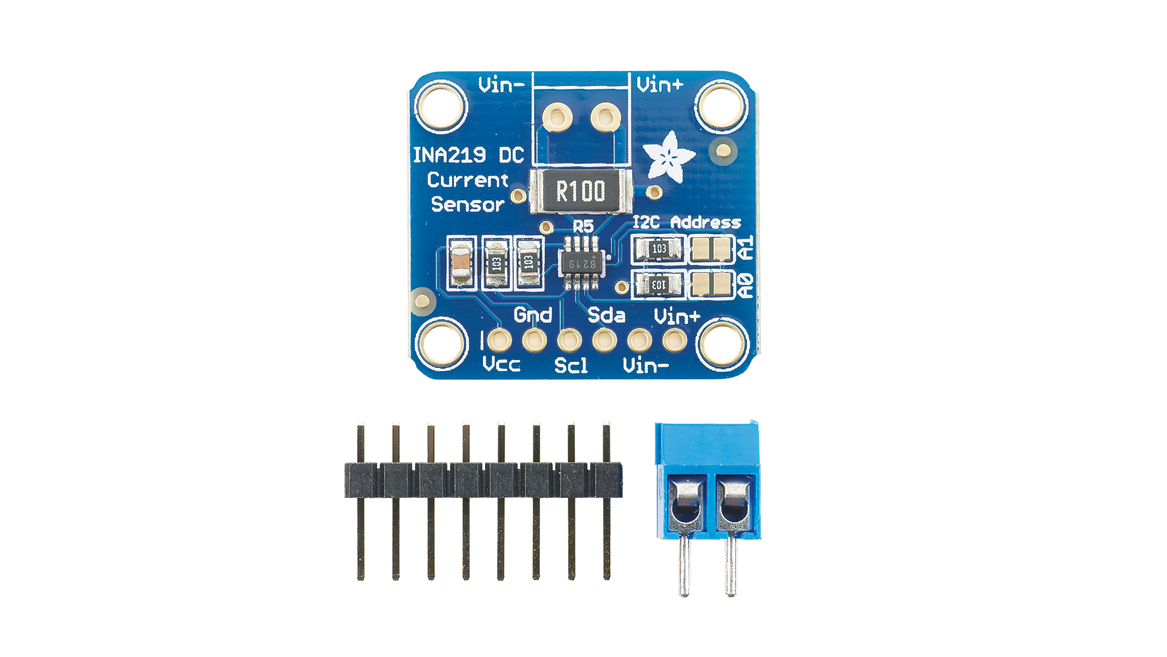 Vin- Vin+
INA219 DC
Current
Sensor
R100
R5
I2C Address
103 A1
103 103 B219
103 A0
Gnd Sda Vin+
Vcc Scl Vin-